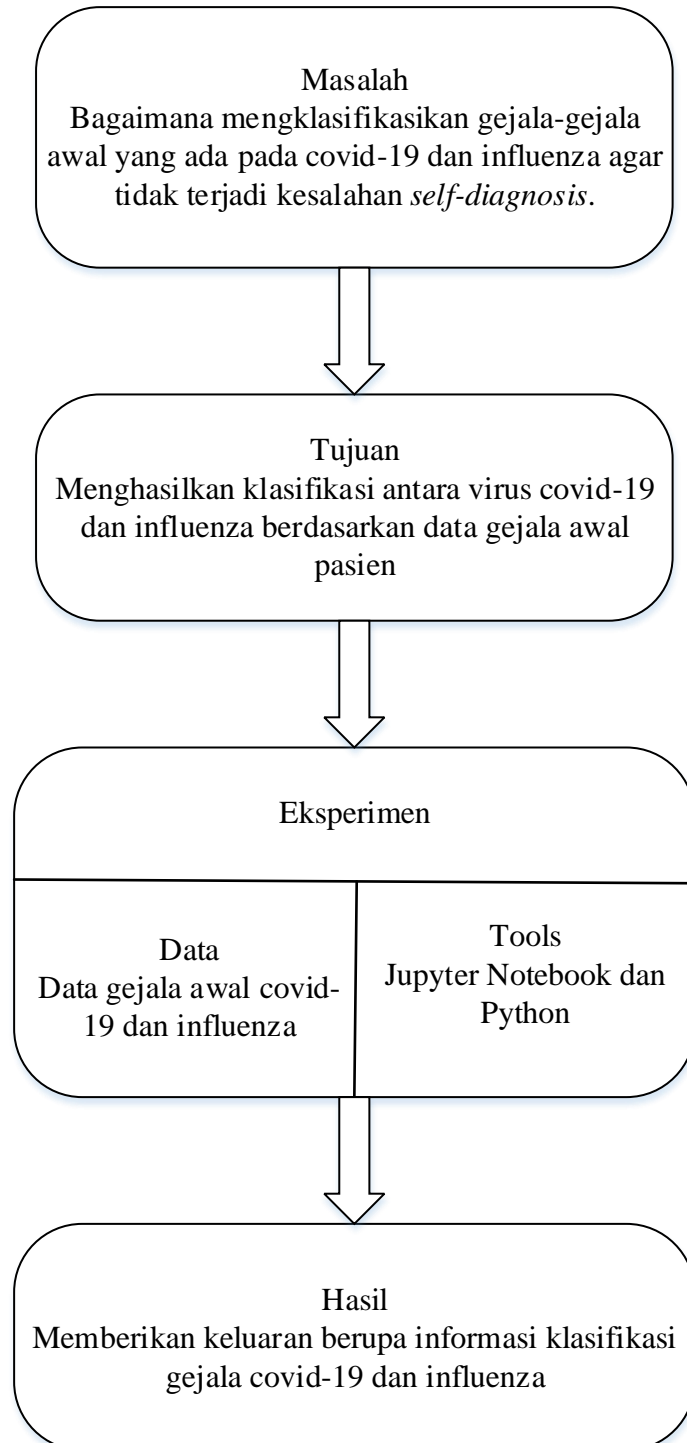 Masalah
Bagaimana mengklasifikasikan gejala-gejala
awal yang ada pada covid-19 dan influenza agar
tidak terjadi kesalahan self-diagnosis.
Tujuan
Menghasilkan klasifikasi antara virus covid-19
dan influenza berdasarkan data gejala awal
pasien
Eksperimen
Data
Data gejala awal covid-
19 dan influenza
Tools
Jupyter Notebook dan
Python
Hasil
Memberikan keluaran berupa informasi klasifikasi
gejala covid-19 dan influenza